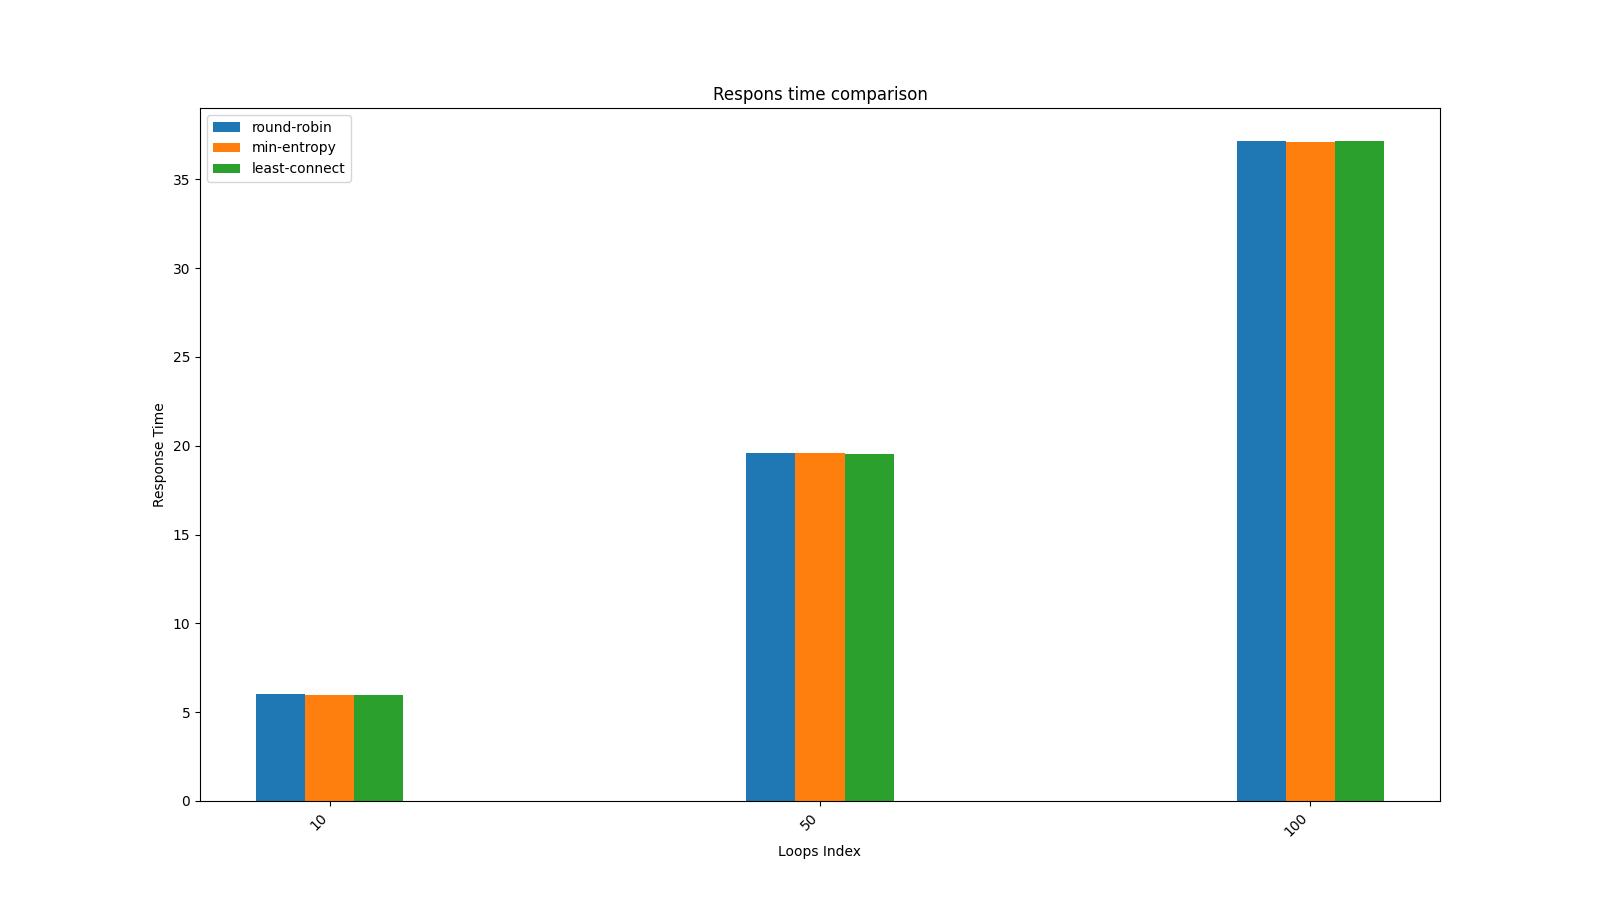 Respons time comparison
round-robin
min-entropy
least-connect
35
30
25
20
15
10
5
0
Response Time
10
50
100
Loops Index